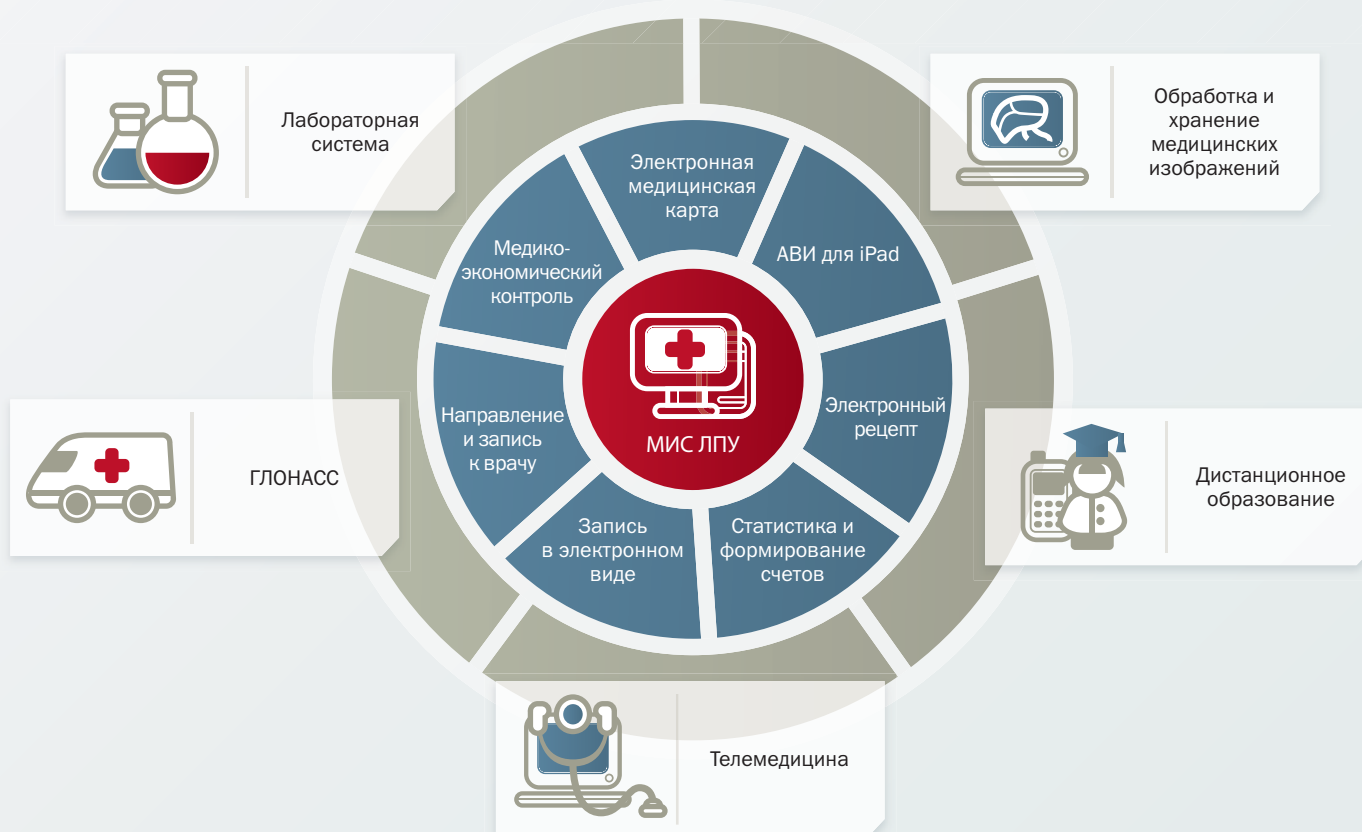 Лабораторная
система
Обработка и
хранение
медицинских
изображений
Электронная
медицинская
карта
АВИ для iPad
Медико-
экономический
контроль
Электронный
рецепт
Направление
и запись
к врачу
МИС ЛПУ
Запись
в электронном
виде
Статистика и
формирование
счетов
ГЛОНАСС
Дистанционное
образование
Телемедицина